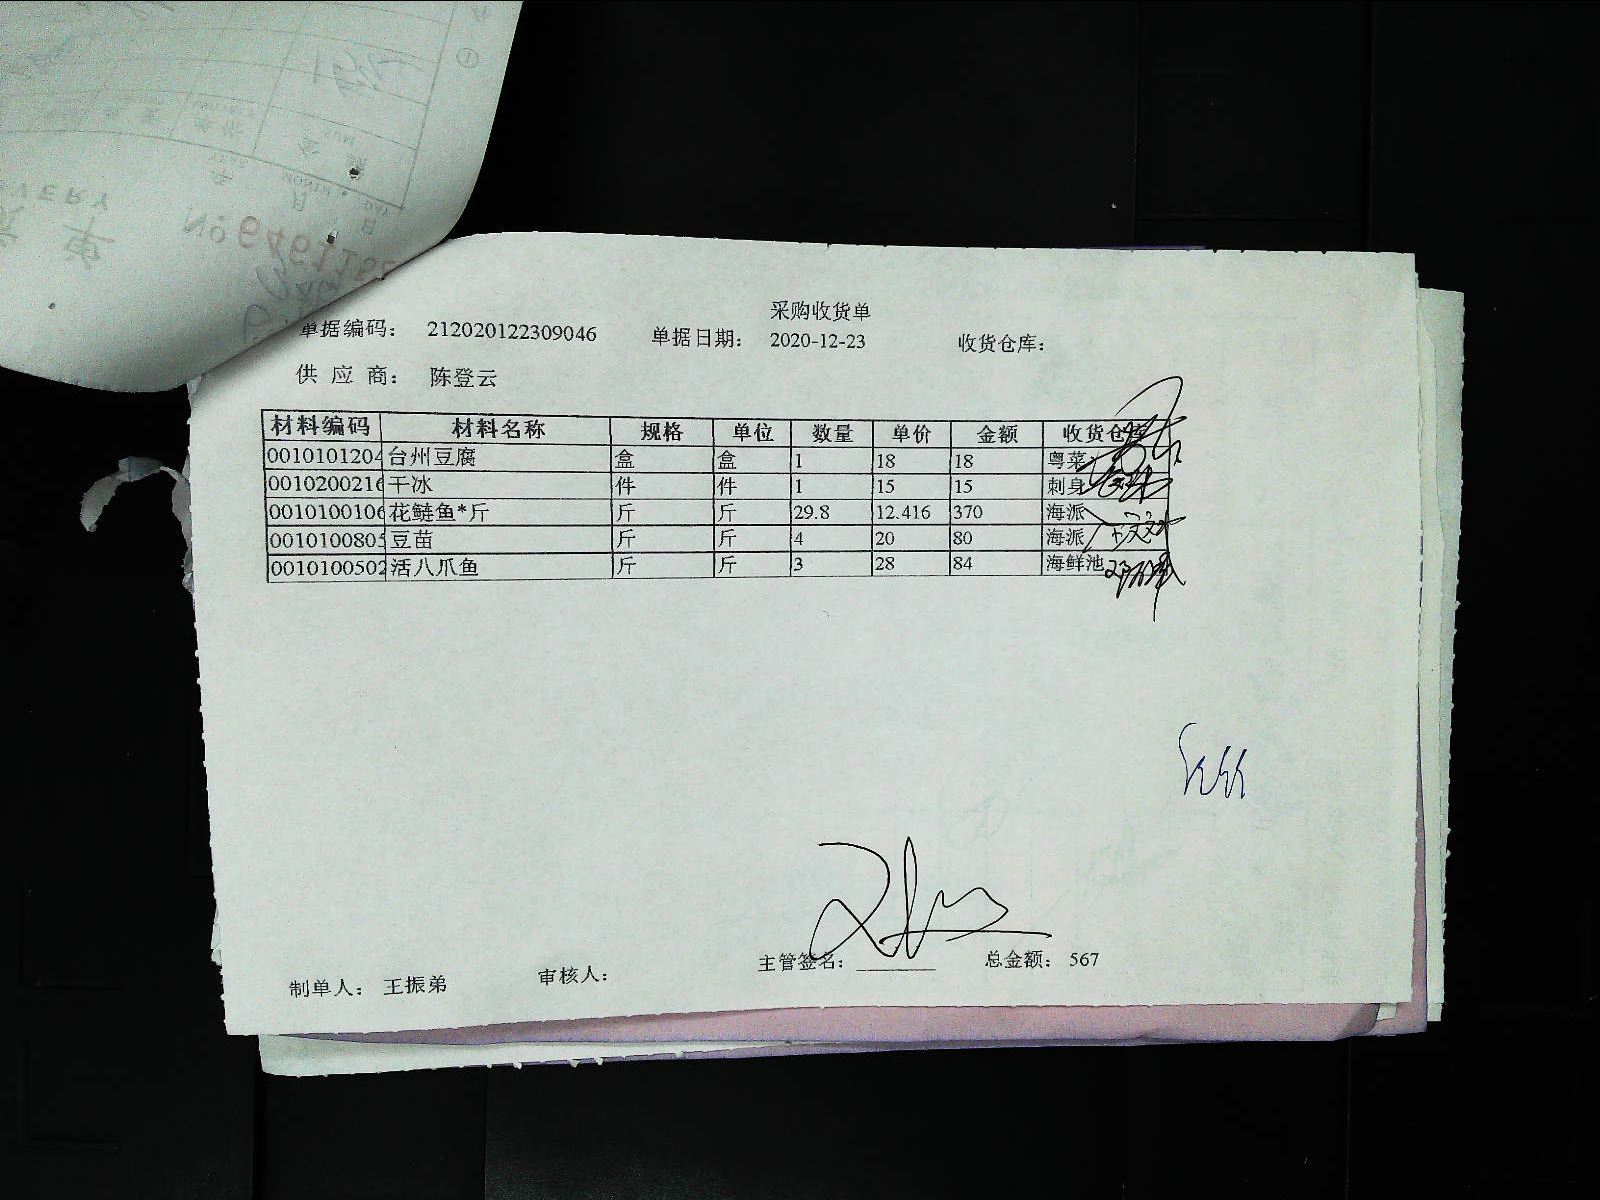 采购收货单
单据编码： 212020122309046 单据日期： 2020-12-23 收货仓库：
供 应 商： 陈登云
材料编码 材料名称 规格 单位 数量 单价 金额 收货仓
0010101204 台州豆腐 盒 盒 1 18 18 粤菜
0010200216 干冰 件 件 1 15 15 刺身
0010100106 花鲢鱼*斤 斤 斤 29.8 12.416 370 海派
0010100805 豆苗 斤 斤 4 20 80 海派
0010100502 活八爪鱼 斤 斤 3 28 84 海鲜池
主管签名： 总金额： 567
制单人： 王振弟 审核人：